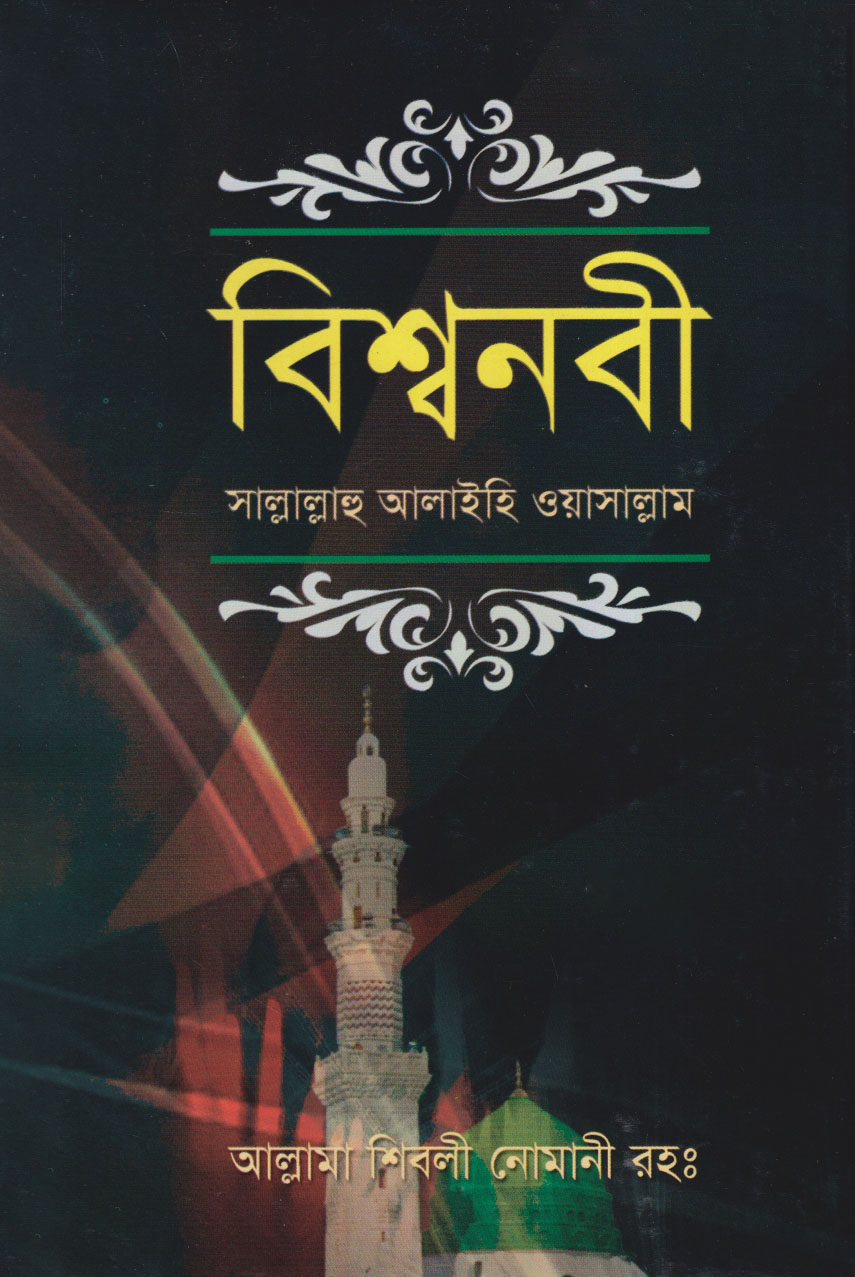 বিশ্বনবী
সাল্লাল্লাহু আলাইহি ওয়াসাল্লাম
আল্লামা শিবলী নোমানী রহঃ